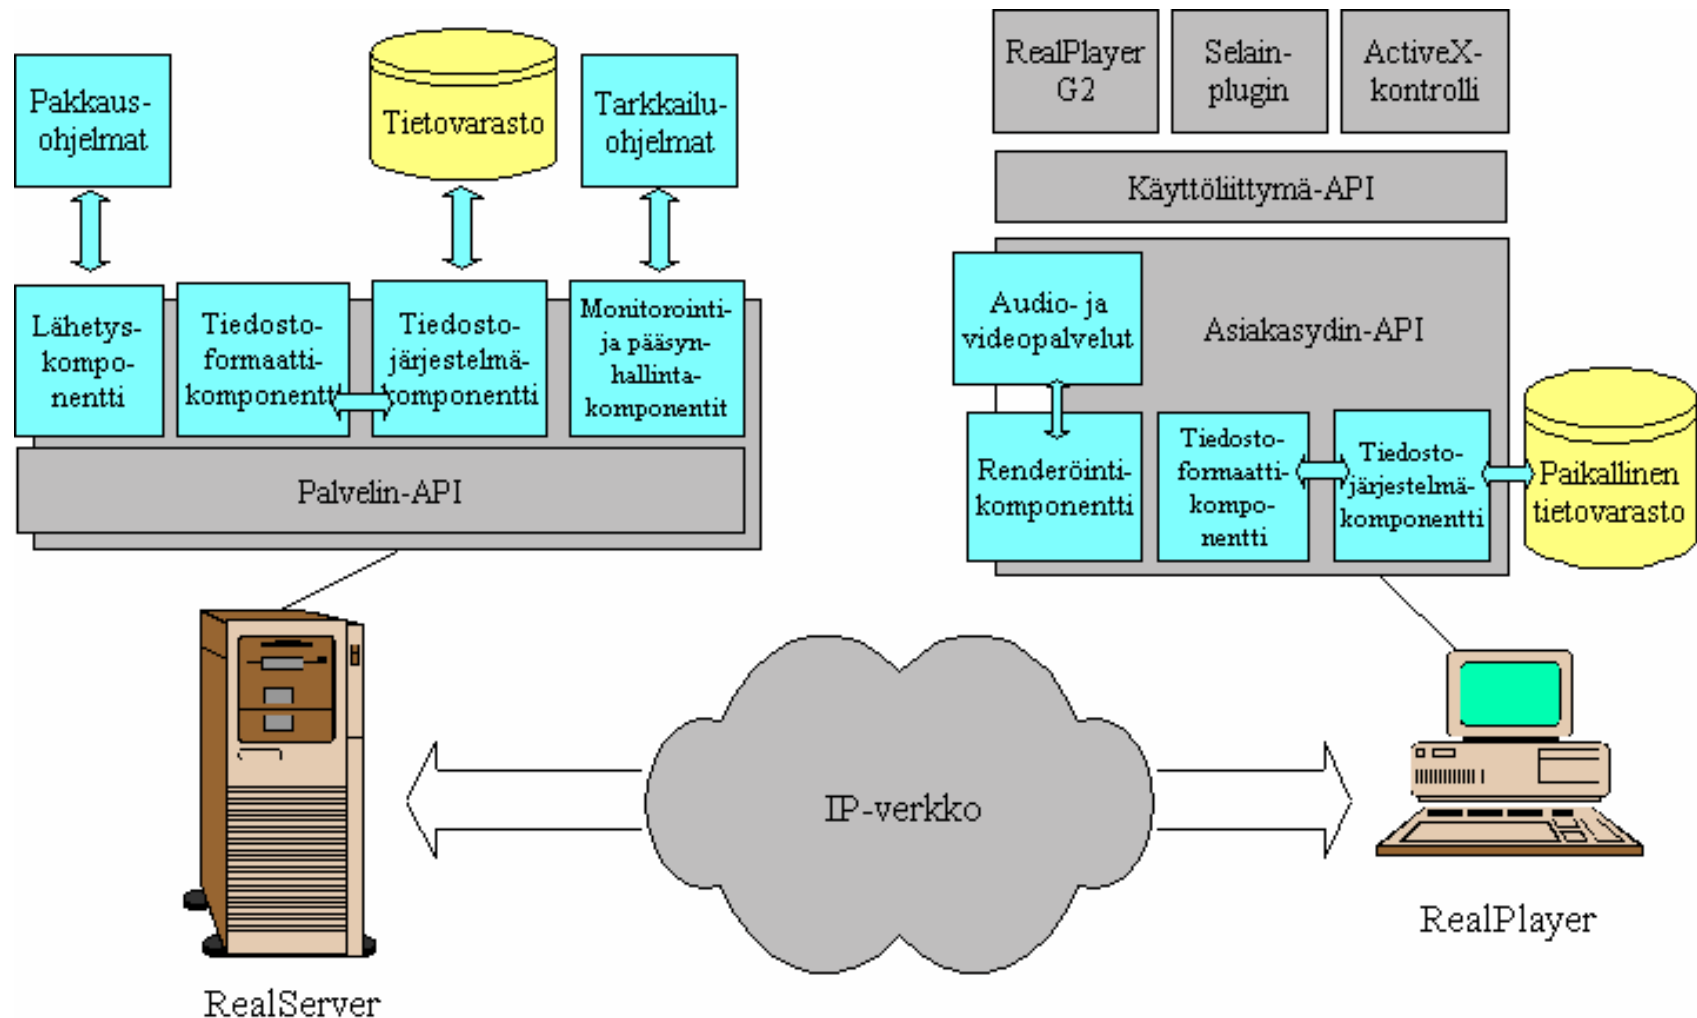 Pakkaus-
ohjelmat
Tietovarasto
Tarkkailu-
ohjelmat
Lähetys-
kompo-
nentti
Tiedosto-
formaatti-
komponentti
Tiedosto-
järjestelmä-
komponentti
Monitorointi-
ja pääsyn-
hallinta-
komponentit
Palvelin-API
RealPlayer
G2
Selain-
plugin
ActiveX-
kontrolli
Käyttöliittymä-API
Audio- ja
videopalvelut
Asiakasydin-API
Renderöinti-
komponentti
Tiedosto-
formaatti-
kompo-
nentti
Tiedosto-
järjestelmä-
komponentti
Paikallinen
tietovarasto
IP-verkko
RealServer
RealPlayer